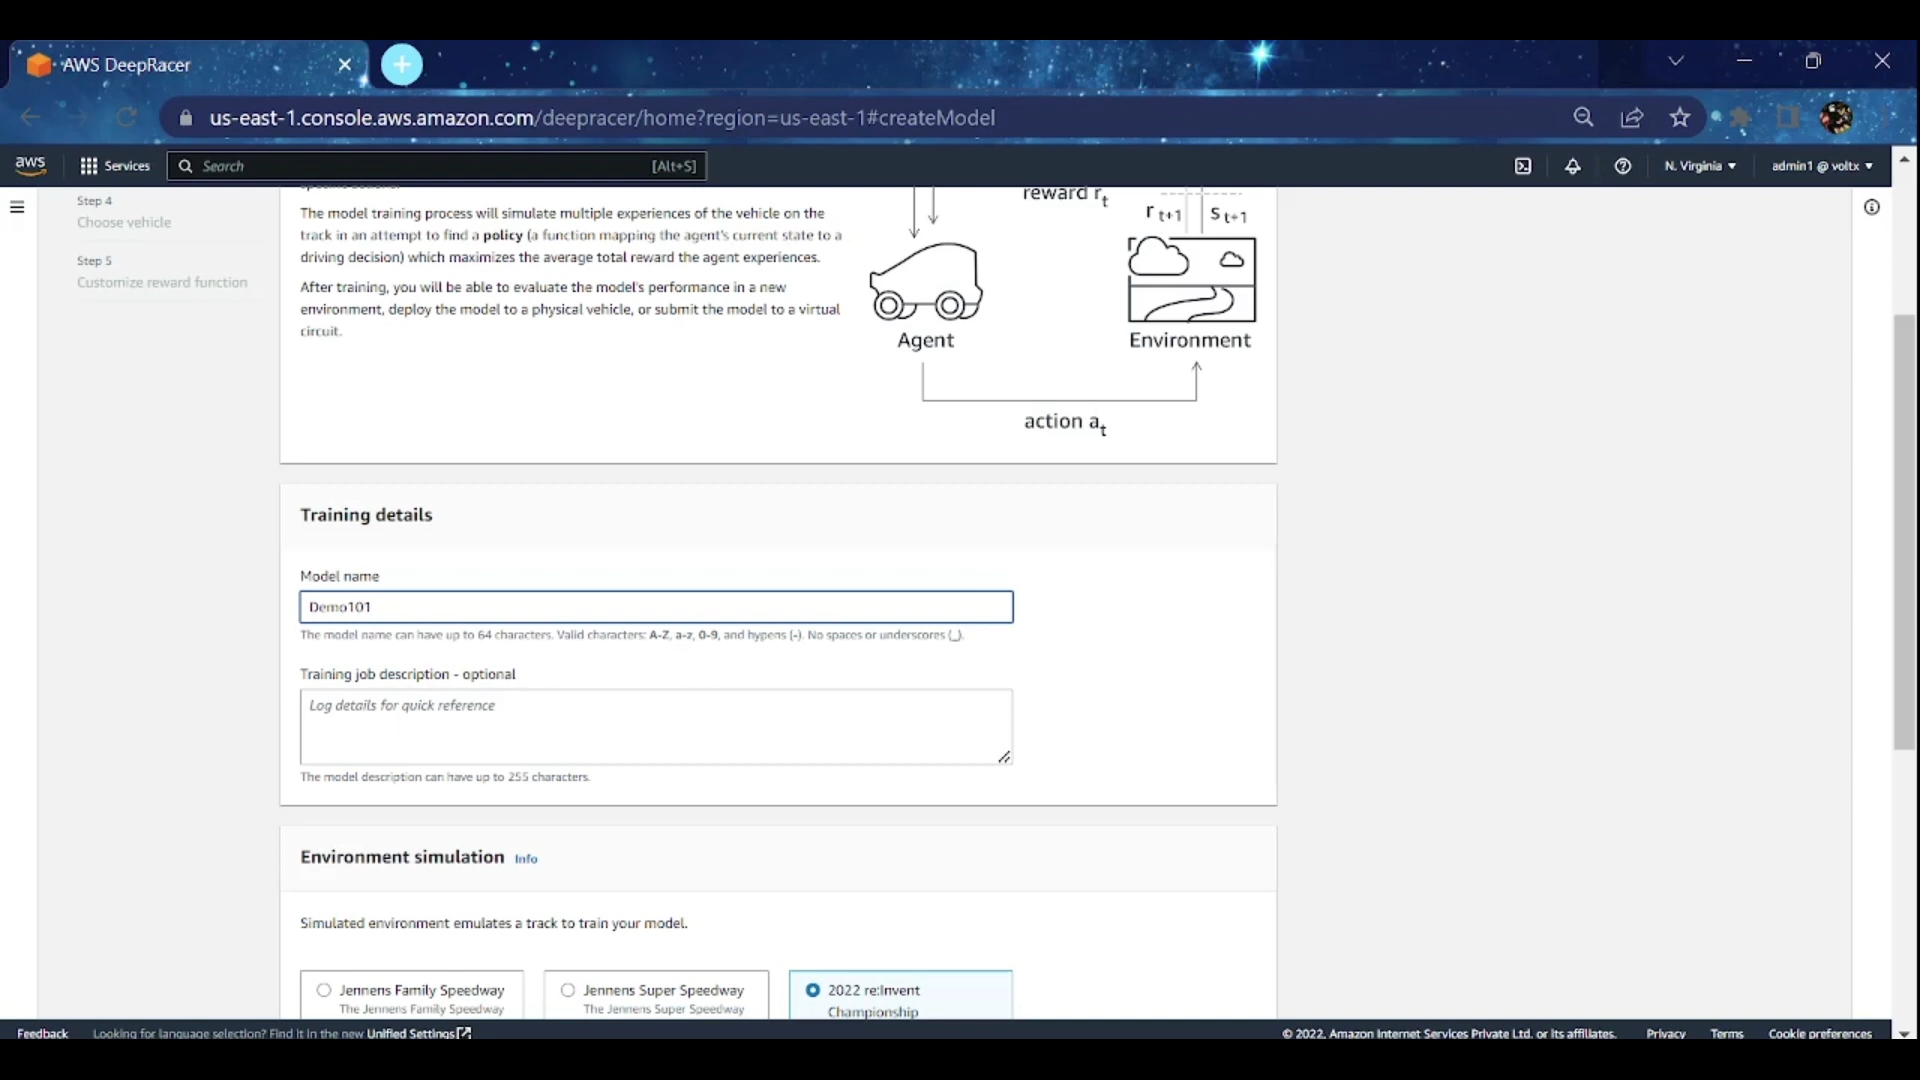 AWS DeepRacer
us-east-1.console.aws.amazon.com/deepracer/home?region=us-east-1#createModel
aws
Services
Search
[Alt+S]
N. Virginia
admin1 @ voltx
Step 4
Choose vehicle
Step 5
Customize reward function
The model training process will simulate multiple experiences of the vehicle on the
track in an attempt to find a policy (a function mapping the agent's current state to a
driving decision) which maximizes the average total reward the agent experiences.
After training, you will be able to evaluate the model's performance in a new
environment, deploy the model to a physical vehicle, or submit the model to a virtual
circuit.
reward rt
r t+1
s t+1
Agent
Environment
action at
Training details
Model name
Demo101
The model name can have up to 64 characters. Valid characters: A-Z, a-z, 0-9, and hypens (-). No spaces or underscores (_).
Training job description - optional
Log details for quick reference
The model description can have up to 255 characters.
Environment simulation Info
Simulated environment emulates a track to train your model.
Jennens Family Speedway
The Jennens Family Speedway
Jennens Super Speedway
The Jennens Super Speedway
2022 re:Invent
Championship
Feedback
Looking for language selection? Find it in the new Unified Settings
© 2022, Amazon Internet Services Private Ltd. or its affiliates.
Privacy
Terms
Cookie preferences